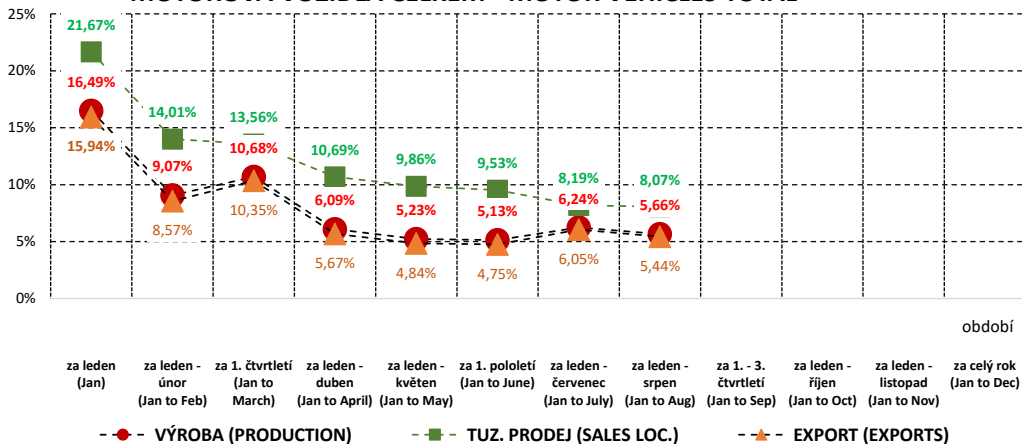 MOTOROVÁ VOZIDLA CELKEM - MOTOR VEHICLES TOTAL
25%
20%
15%
10%
5%
0%
21,67%
16,49%
15,94%
14,01%
9,07%
8,57%
13,56%
10,68%
10,35%
10,69%
6,09%
5,67%
9,86%
5,23%
4,84%
9,53%
5,13%
4,75%
8,19%
6,24%
6,05%
8,07%
5,66%
5,44%
období
za leden
(Jan)
za leden -
únor
(Jan to Feb)
za 1. čtvrtletí
(Jan to
March)
za leden -
duben
(Jan to April)
za leden -
květen
(Jan to May)
za 1. pololetí
(Jan to June)
za leden -
červenec
(Jan to July)
za leden -
srpen
(Jan to Aug)
za 1. - 3.
čtvrtletí
(Jan to Sep)
za leden -
říjen
(Jan to Oct)
za leden -
listopad
(Jan to Nov)
za celý rok
(Jan to Dec)
VÝROBA (PRODUCTION)
TUZ. PRODEJ (SALES LOC.)
EXPORT (EXPORTS)